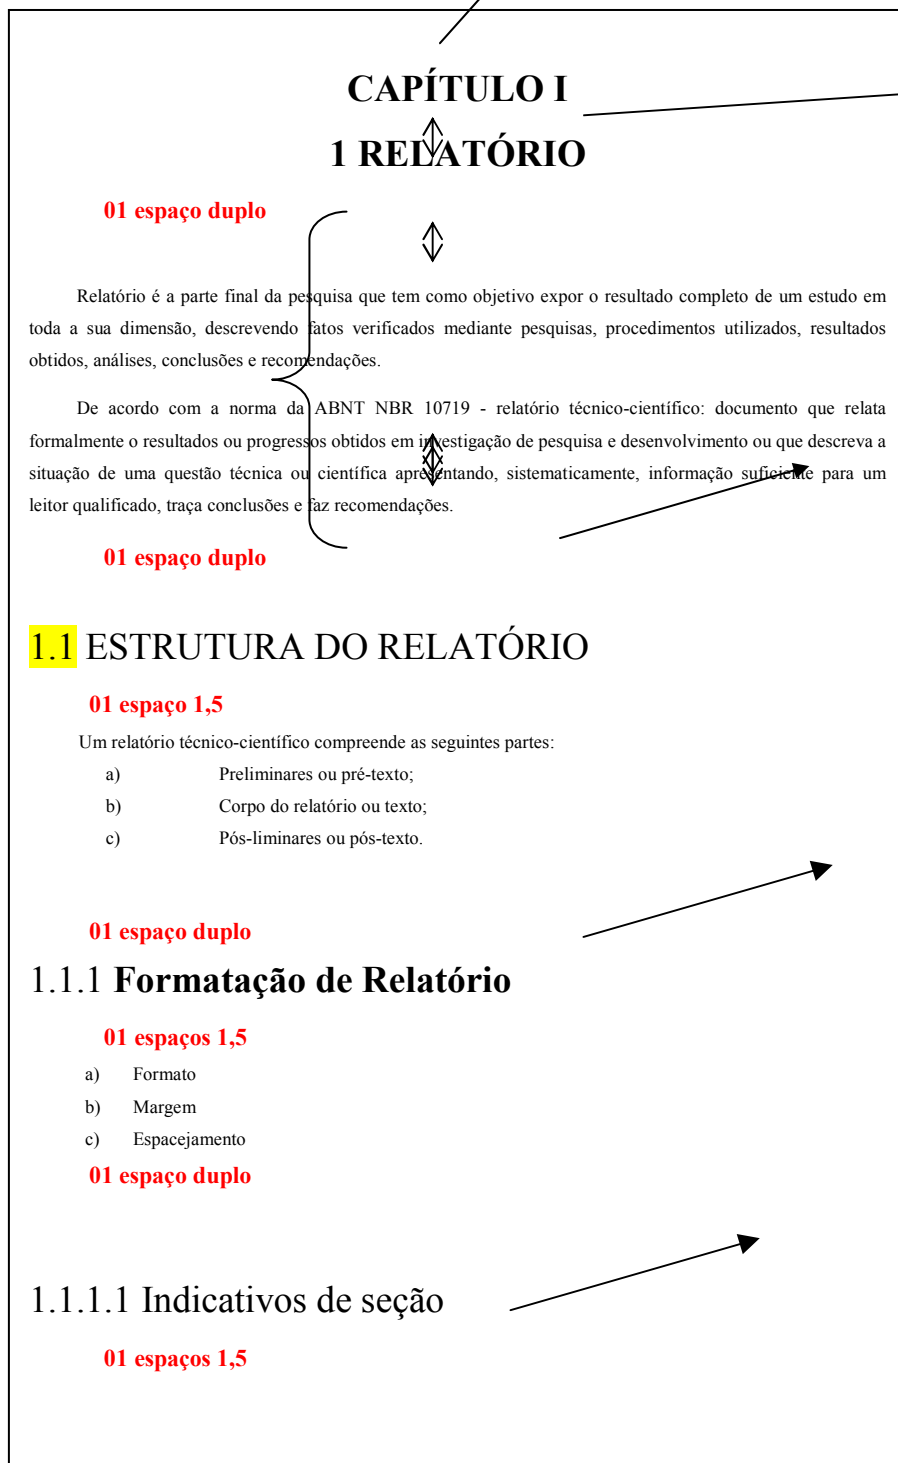 CAPÍTULO I
1 RELATÓRIO
01 espaço duplo
Relatório é a parte final da pesquisa que tem como objetivo expor o resultado completo de um estudo em
toda a sua dimensão, descrevendo fatos verificados mediante pesquisas, procedimentos utilizados, resultados
obtidos, análises, conclusões e recomendações.
De acordo com a norma da ABNT NBR 10719 - relatório técnico-científico: documento que relata
formalmente o resultados ou progressos obtidos em investigação de pesquisa e desenvolvimento ou que descreva a
situação de uma questão técnica ou científica apresentando, sistematicamente, informação suficiente para um
leitor qualificado, traça conclusões e faz recomendações.
01 espaço duplo
1.1 ESTRUTURA DO RELATÓRIO
01 espaço 1,5
Um relatório técnico-científico compreende as seguintes partes:
a) Preliminares ou pré-texto;
b) Corpo do relatório ou texto;
c) Pós-liminares ou pós-texto.
01 espaço duplo
1.1.1 Formatação de Relatório
01 espaços 1,5
a) Formato
b) Margem
c) Espacejamento
01 espaço duplo
1.1.1.1 Indicativos de seção
01 espaços 1,5